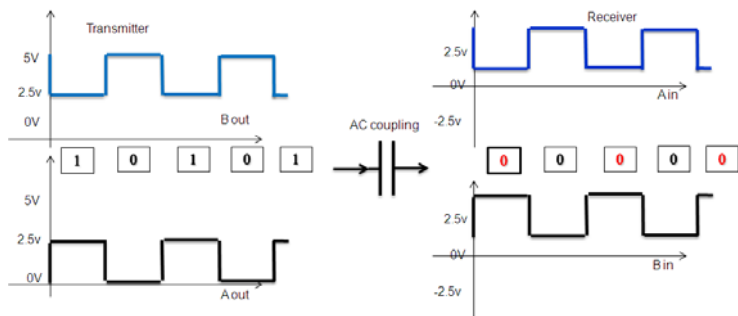 Transmitter
5V
2.5v
0V
B out
1 0 1 0 1
5V
2.5v
0V
A out
AC coupling
Receiver
2.5v
0V
A in
-2.5v
0 0 0 0 0
2.5v
0V
B in
-2.5v